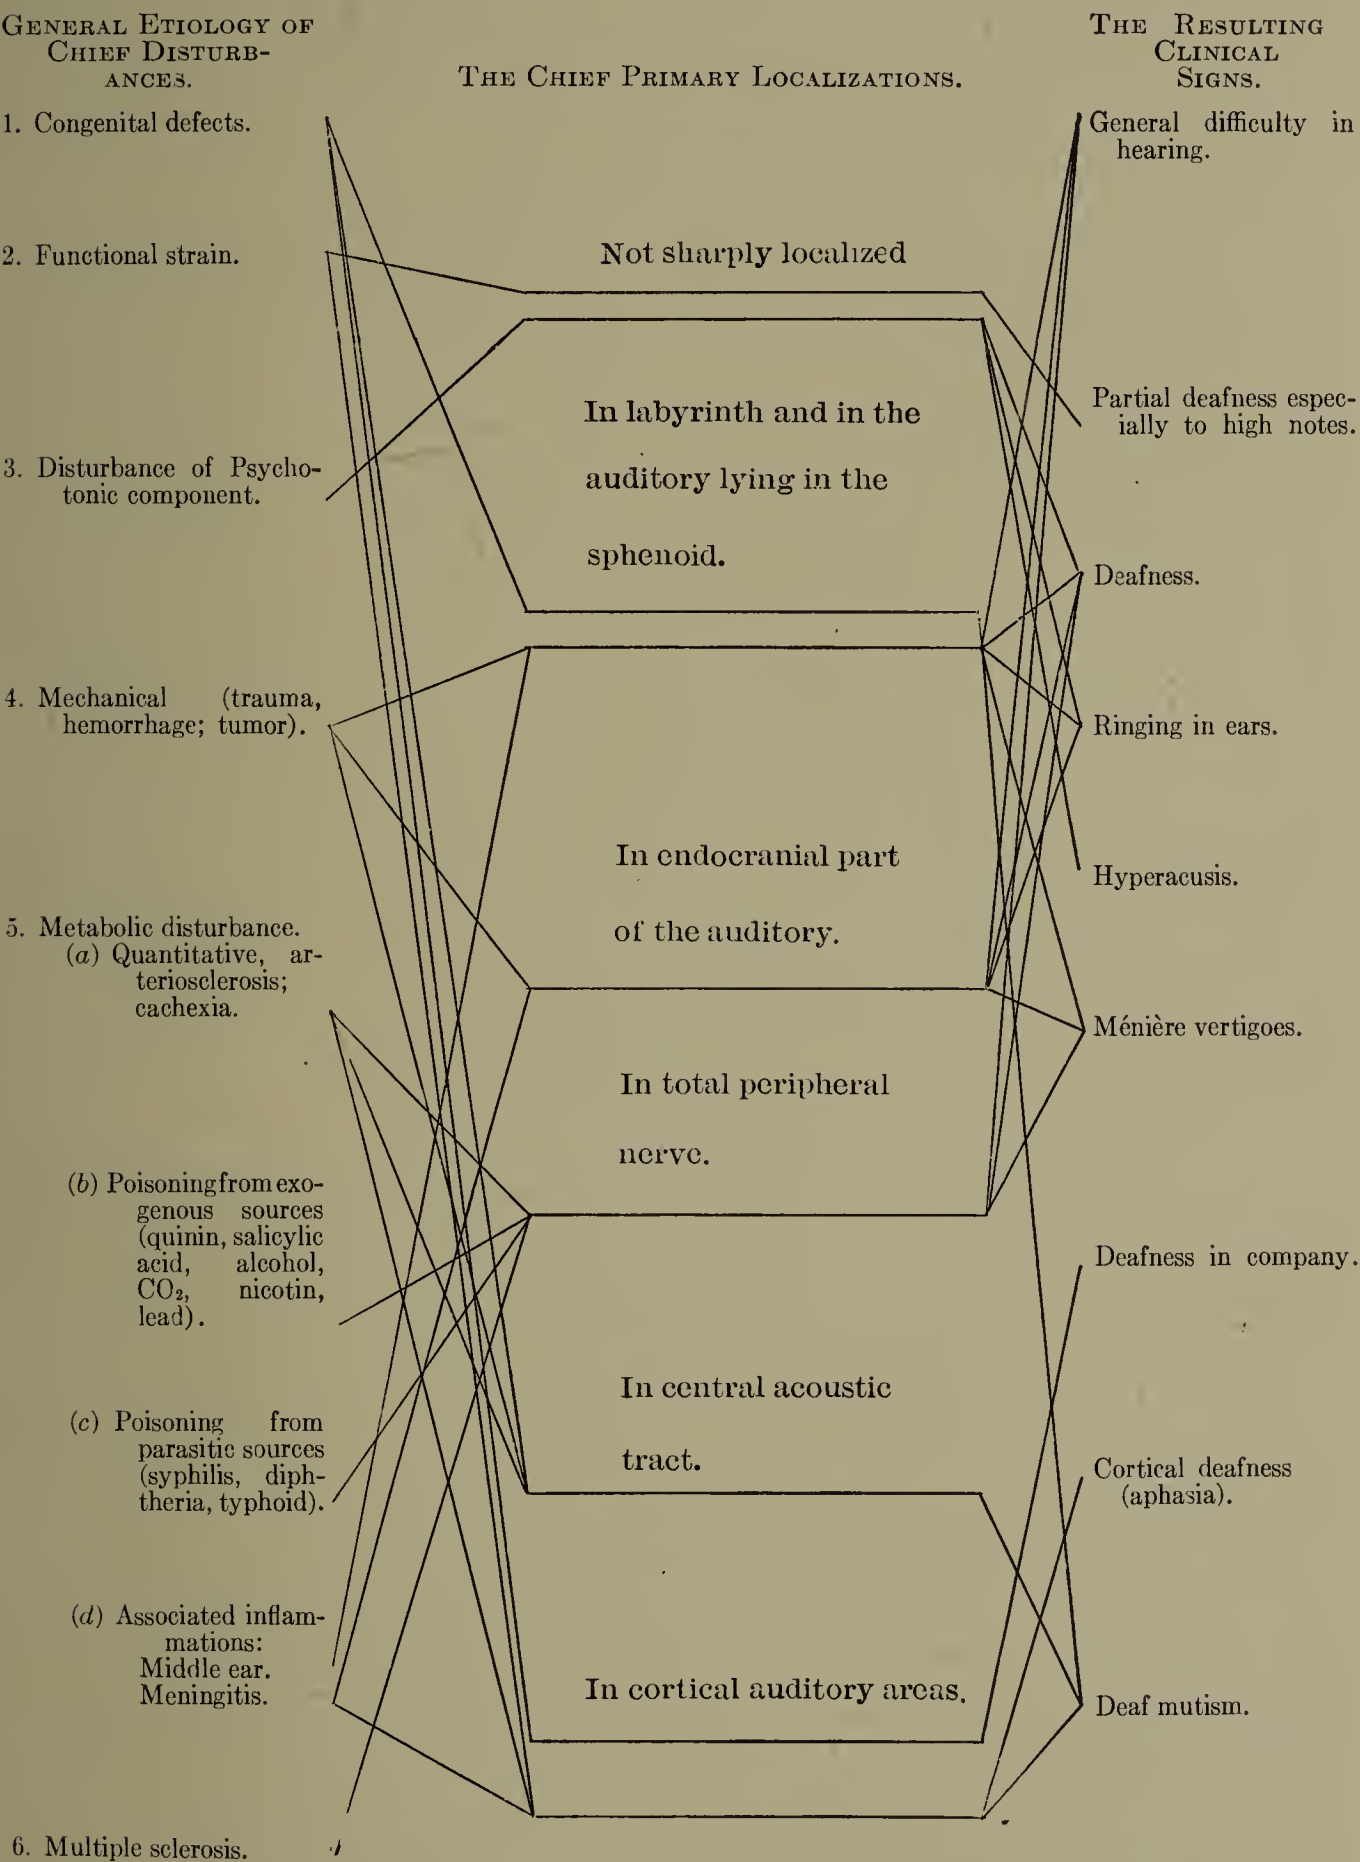 GENERAL ETIOLOGY OF
CHIEF DISTURB-
ANCES.
1. Congenital defects.
2. Functional strain.
3. Disturbance of Psycho-
tonic component.
4. Mechanical (trauma,
hemorrhage; tumor).
5. Metabolic disturbance.
(a) Quantitative, ar-
teriosclerosis;
cachexia.
(b) Poisoning from exo-
genous sources
(quinin, salicylic
acid, alcohol,
CO₂, nicotin,
lead).
(c) Poisoning from
parasitic sources
(syphilis, diph-
theria, typhoid).
(d) Associated inflam-
mations:
Middle ear.
Meningitis.
6. Multiple sclerosis.
THE CHIEF PRIMARY LOCALIZATIONS.
Not sharply localized
In labyrinth and in the
auditory lying in the
sphenoid.
In endocranial part
of the auditory.
In total peripheral
nerve.
In central acoustic
tract.
In cortical auditory areas.
THE RESULTING
CLINICAL
SIGNS.
General difficulty in
hearing.
Partial deafness espec-
ially to high notes.
Deafness.
Ringing in ears.
Hyperacusis.
Ménière vertigoes.
Deafness in company.
Cortical deafness
(aphasia).
Deaf mutism.